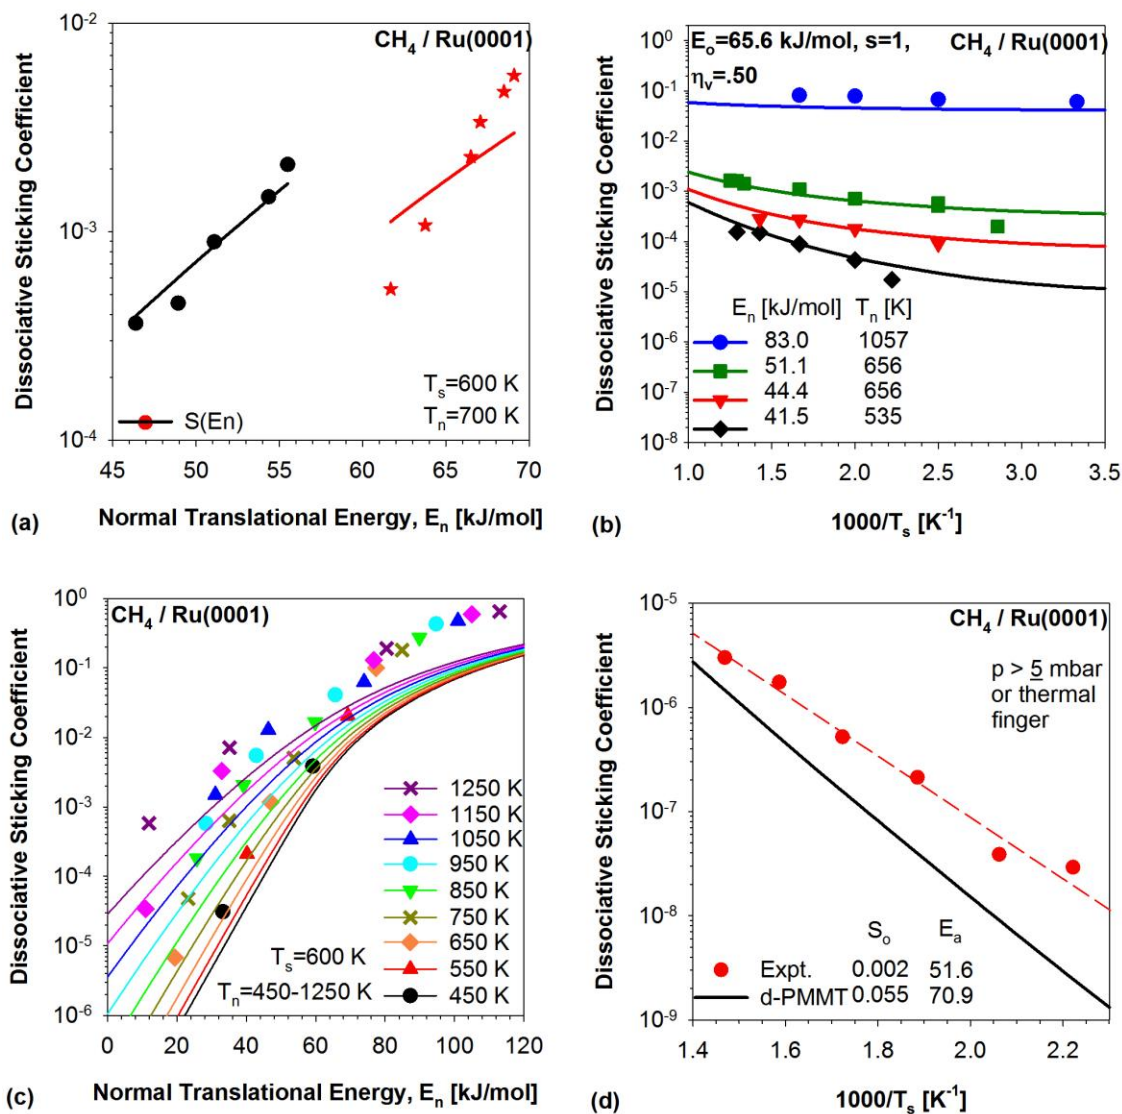 CH₄ / Ru(0001)
Dissociative Sticking Coefficient
10⁻²
10⁻³
10⁻⁴
Tₛ=600 K
Tₙ=700 K
S(En)
45 50 55 60 65 70
(a) Normal Translational Energy, Eₙ [kJ/mol]
Eₒ=65.6 kJ/mol, s=1, CH₄ / Ru(0001)
ηᵥ=.50
Dissociative Sticking Coefficient
10⁰
10⁻¹
10⁻²
10⁻³
10⁻⁴
10⁻⁵
10⁻⁶
10⁻⁷
10⁻⁸
Eₙ [kJ/mol] Tₙ [K]
83.0 1057
51.1 656
44.4 656
41.5 535
1.0 1.5 2.0 2.5 3.0 3.5
(b) 1000/Tₛ [K⁻¹]
CH₄ / Ru(0001)
Dissociative Sticking Coefficient
10⁰
10⁻¹
10⁻²
10⁻³
10⁻⁴
10⁻⁵
10⁻⁶
1250 K
1150 K
1050 K
950 K
850 K
750 K
650 K
550 K
450 K
Tₛ=600 K
Tₙ=450-1250 K
0 20 40 60 80 100 120
(c) Normal Translational Energy, Eₙ [kJ/mol]
CH₄ / Ru(0001)
p > 5 mbar
or thermal
finger
Dissociative Sticking Coefficient
10⁻⁵
10⁻⁶
10⁻⁷
10⁻⁸
10⁻⁹
Sₒ Eₐ
Expt. 0.002 51.6
d-PMMT 0.055 70.9
1.4 1.6 1.8 2.0 2.2
(d) 1000/Tₛ [K⁻¹]